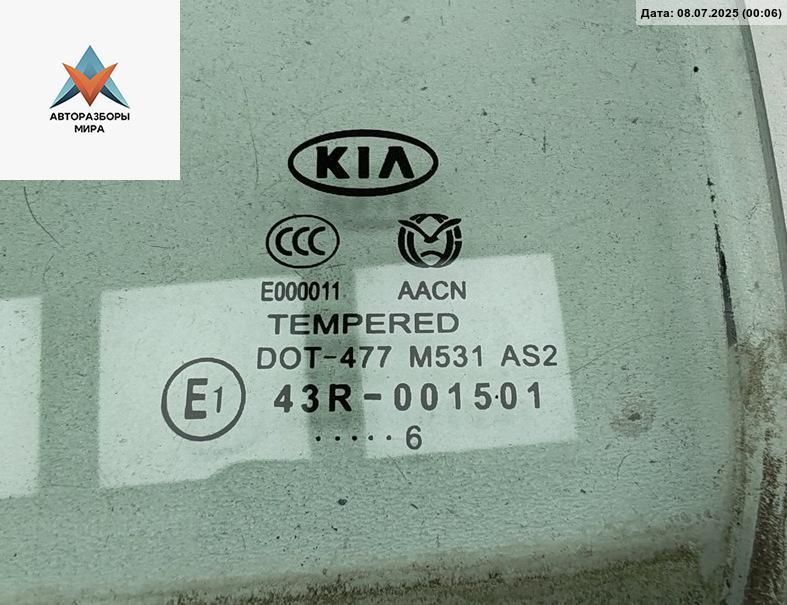 Дата: 08.07.2025 (00:06)
АВТОРАЗБОРЫ
МИРА
KIA
CCC
E000011 AACN
TEMPERED
DOT-477 M531 AS2
E1 43R-001501
.....6